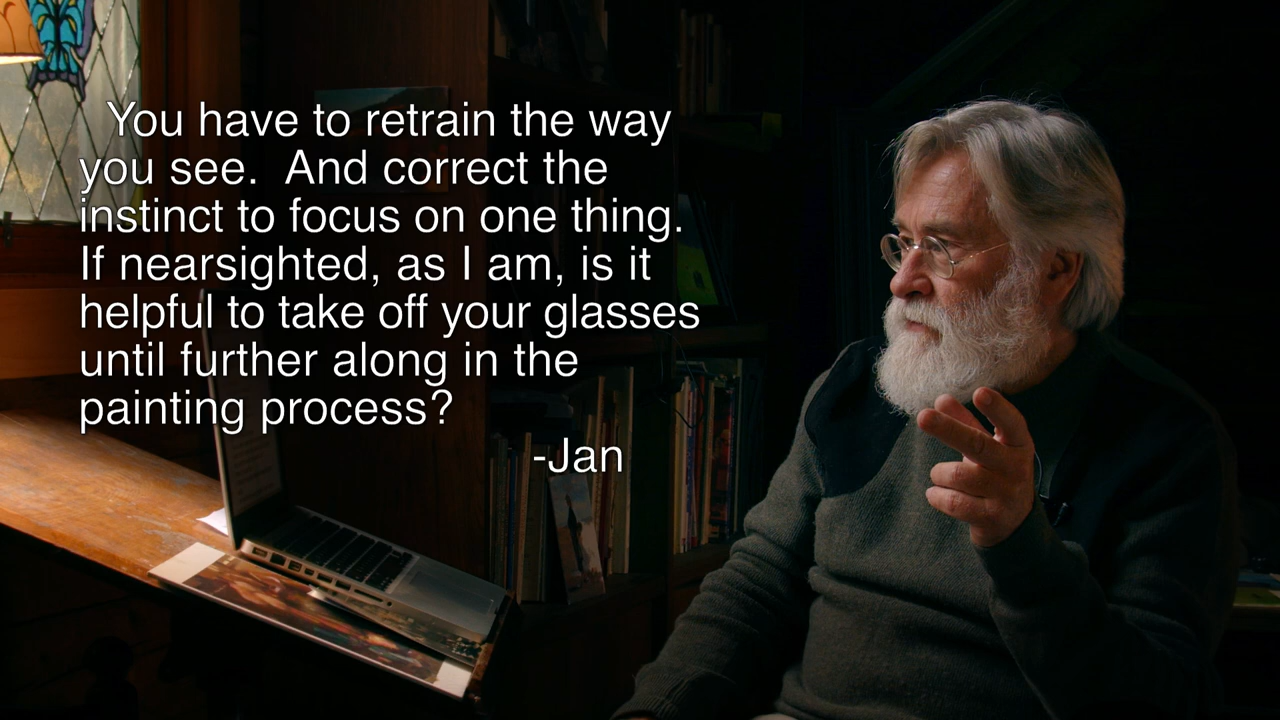 You have to retrain the way
you see.  And correct the
instinct to focus on one thing.
If nearsighted, as I am, is it
helpful to take off your glasses
until further along in the
painting process?
-Jan